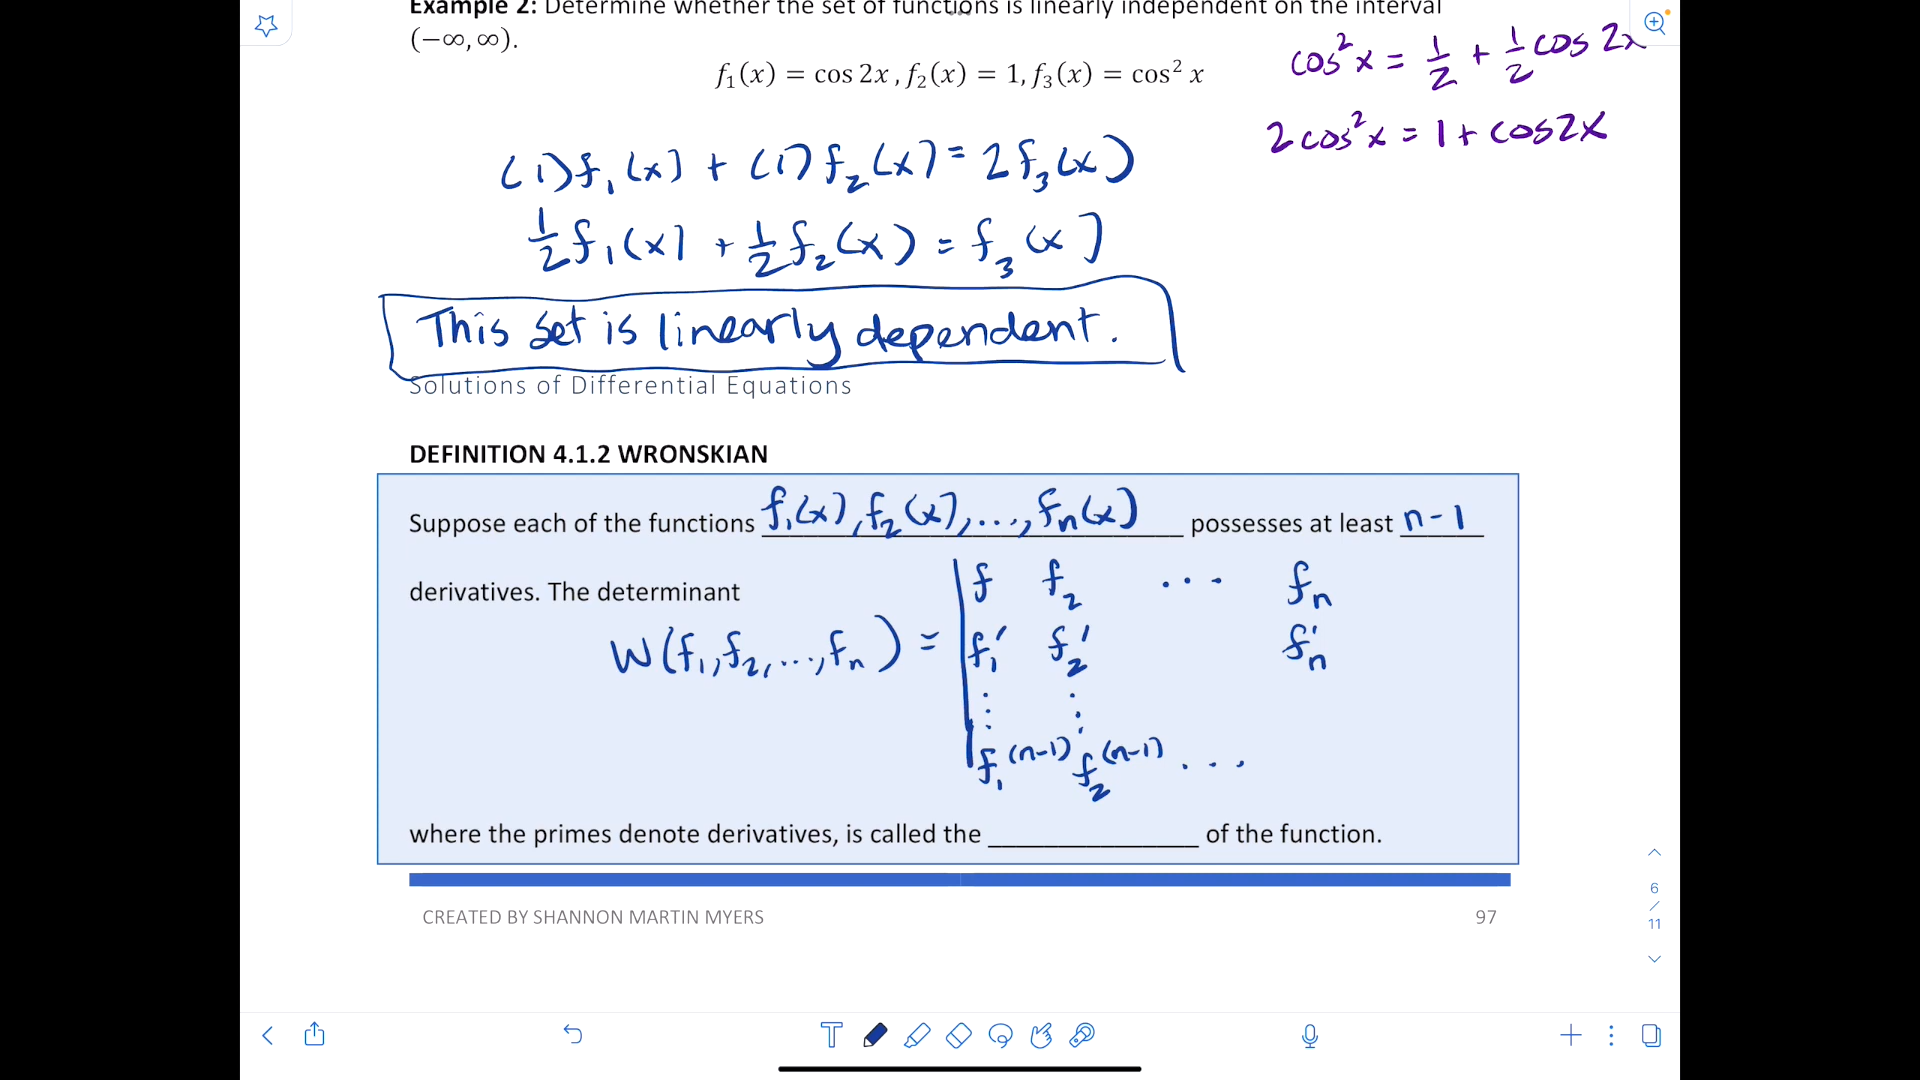 Example 2: Determine whether the set of functions is linearly independent on the interval
(−∞, ∞).
f₁(x) = cos 2x , f₂(x) = 1, f₃(x) = cos² x
cos²x = 1/2 + 1/2 cos 2x
2cos²x = 1 + cos2x
(1)f₁(x) + (1)f₂(x) = 2f₃(x)
1/2 f₁(x) + 1/2 f₂(x) = f₃(x)
This set is linearly dependent.
Solutions of Differential Equations
DEFINITION 4.1.2 WRONSKIAN
Suppose each of the functions f₁(x), f₂(x), ..., fₙ(x) possesses at least n-1
derivatives. The determinant
W(f₁, f₂, ..., fₙ) =
f f₂ ... fₙ
f₁′ f₂′ fₙ′
⋮ ⋮
f₁⁽ⁿ⁻¹⁾ f₂⁽ⁿ⁻¹⁾ ...
where the primes denote derivatives, is called the _______________ of the function.
CREATED BY SHANNON MARTIN MYERS
97
6
/
11
T